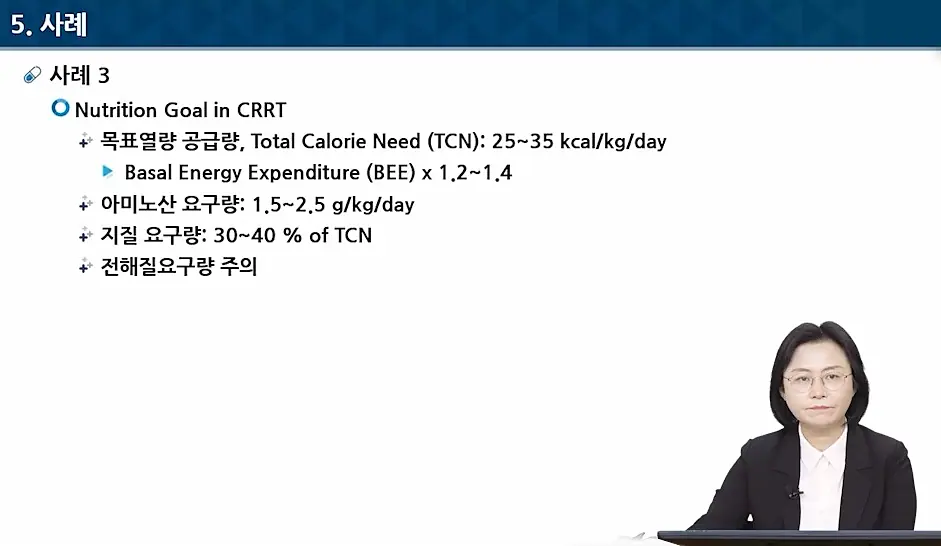 5. 사례
사례 3
Nutrition Goal in CRRT
목표열량 공급량, Total Calorie Need (TCN): 25~35 kcal/kg/day
Basal Energy Expenditure (BEE) x 1.2~1.4
아미노산 요구량: 1.5~2.5 g/kg/day
지질 요구량: 30~40 % of TCN
전해질요구량 주의